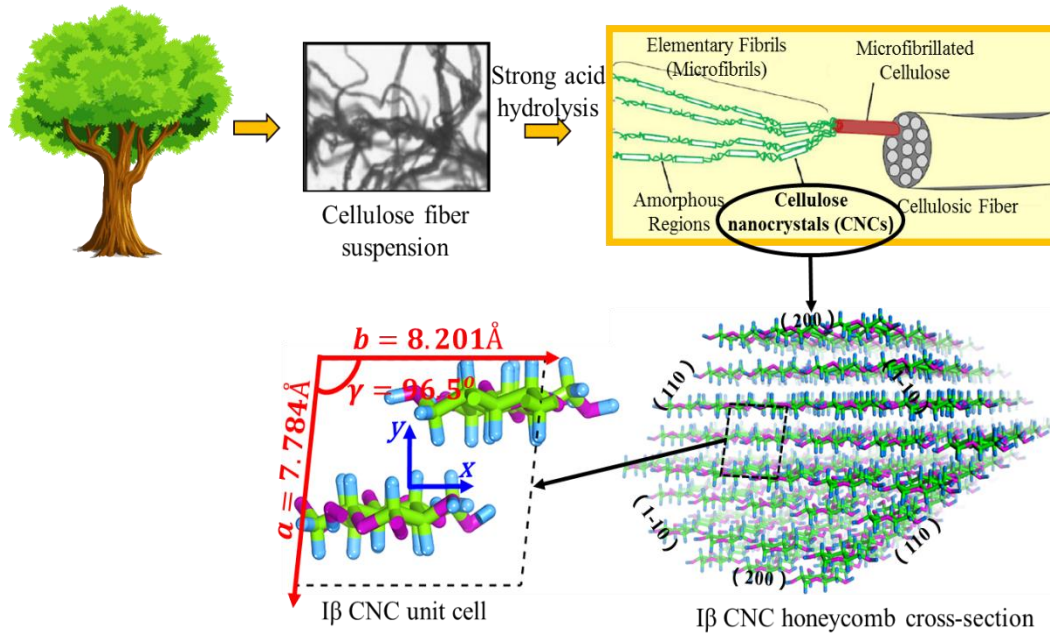 Elementary Fibrils
(Microfibrils)
Microfibrillated
Cellulose
Strong acid
hydrolysis
Amorphous
Regions
Cellulose
nanocrystals (CNCs)
Cellulosic Fiber
Cellulose fiber
suspension
b = 8.201Å
γ = 96.5°
a = 7.784Å
y
x
(200)
(110)
(1-10)
(1-10)
(110)
(200)
Iβ CNC unit cell
Iβ CNC honeycomb cross-section